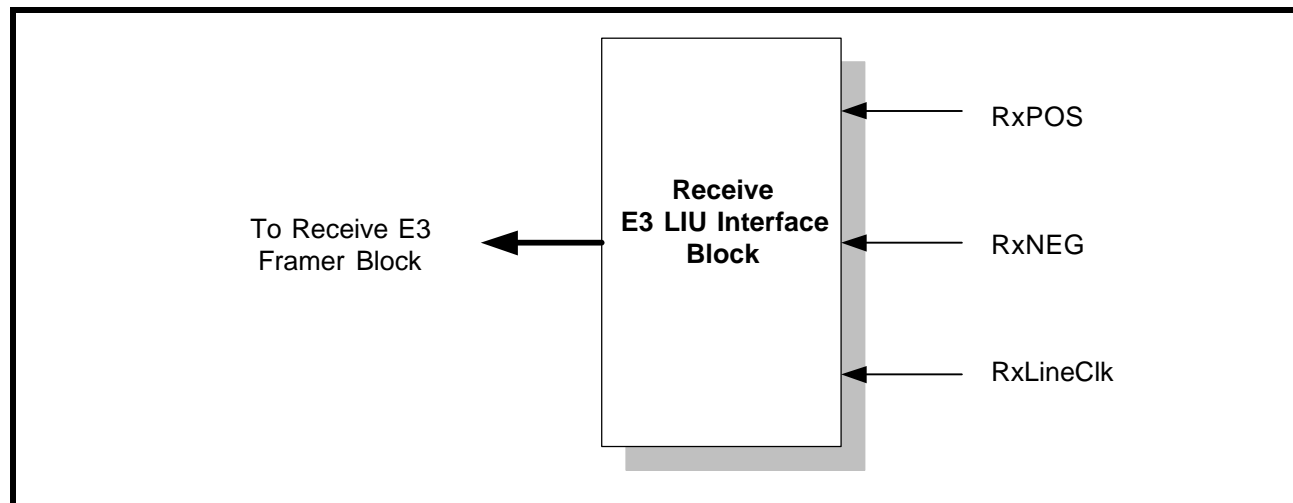 To Receive E3
Framer Block
Receive
E3 LIU Interface
Block
RxPOS
RxNEG
RxLineClk